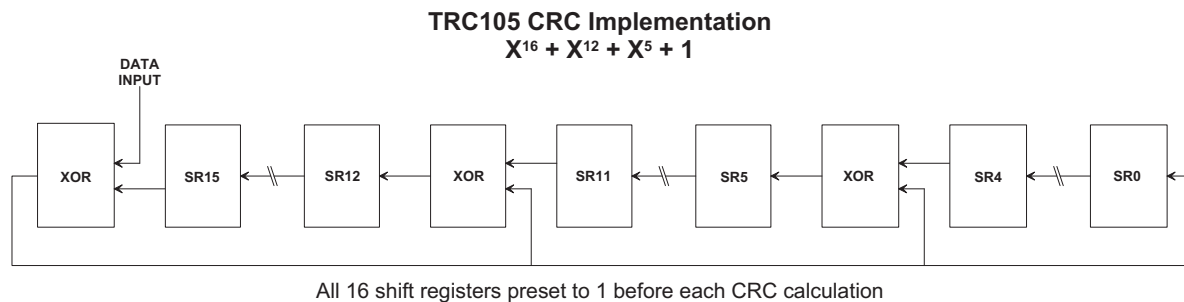 TRC105 CRC Implementation
X¹⁶ + X¹² + X⁵ + 1
DATA
INPUT
XOR
SR15
SR12
XOR
SR11
SR5
XOR
SR4
SR0
All 16 shift registers preset to 1 before each CRC calculation